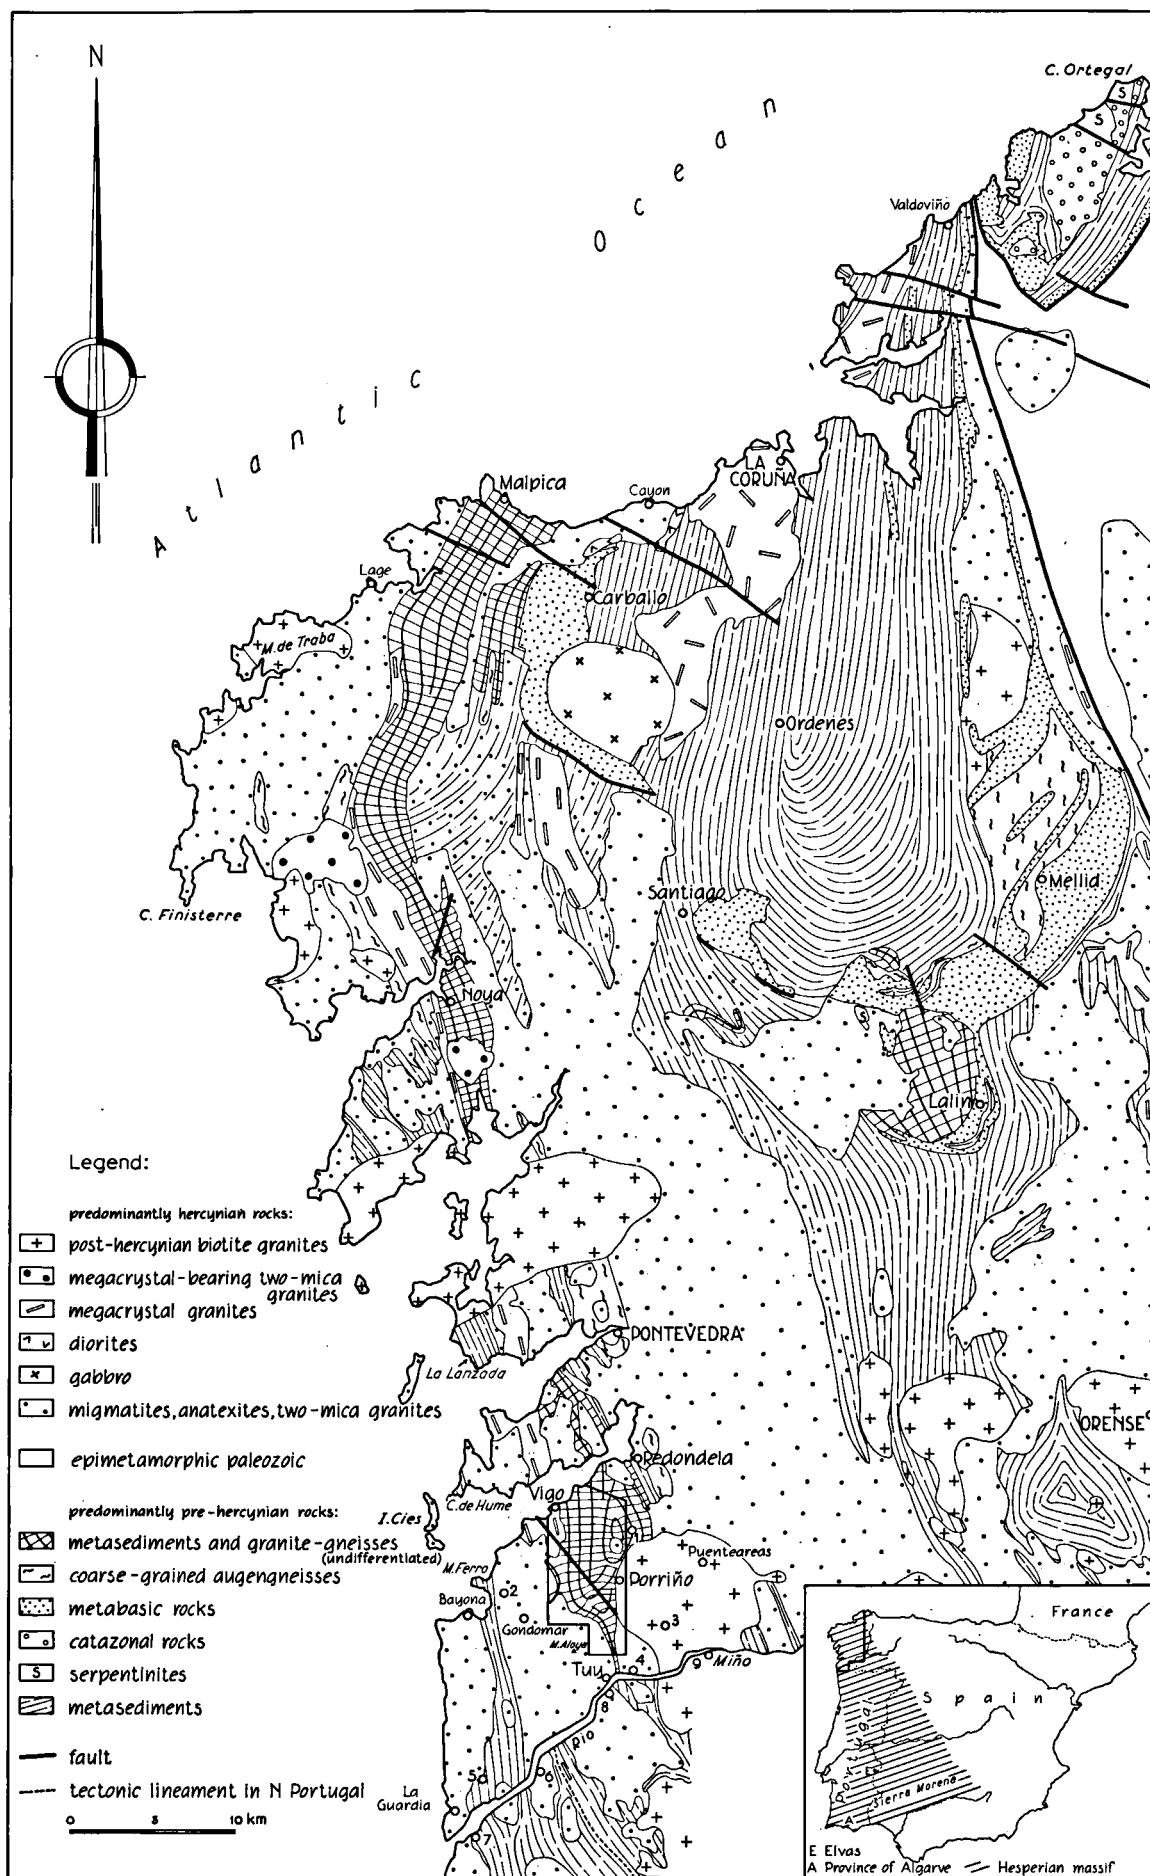 N
C. Ortegal
S
S
Atlantic Ocean
Valdoviño
LA
CORUÑA
Malpica
Cayon
Lage
Carballo
M. de Traba
Ordenes
Mellid
Santiago
C. Finisterre
Noya
S
Lalin
Legend:
predominantly hercynian rocks:
+ post-hercynian biotite granites
megacrystal-bearing two-mica
granites
megacrystal granites
diorites
x gabbro
migmatites, anatexites, two-mica granites
epimetamorphic paleozoic
predominantly pre-hercynian rocks:
metasediments and granite-gneisses
(undifferentiated)
coarse-grained augengneisses
metabasic rocks
catazonal rocks
S serpentinites
metasediments
fault
tectonic lineament in N Portugal
0 5 10 km
PONTEVEDRA
La Lanzada
ORENSE
Redondela
C. de Hume
Vigo
I. Cies
1
Puenteareas
M. Ferro
Porriño
2
Bayona
Gondomar
3
M. Aloya
Tuy
4
9
Miño
8
Rio
5
6
La
Guardia
7
France
Spain
Portugal
E
Sierra Morena
A
E Elvas
A Province of Algarve
Hesperian massif